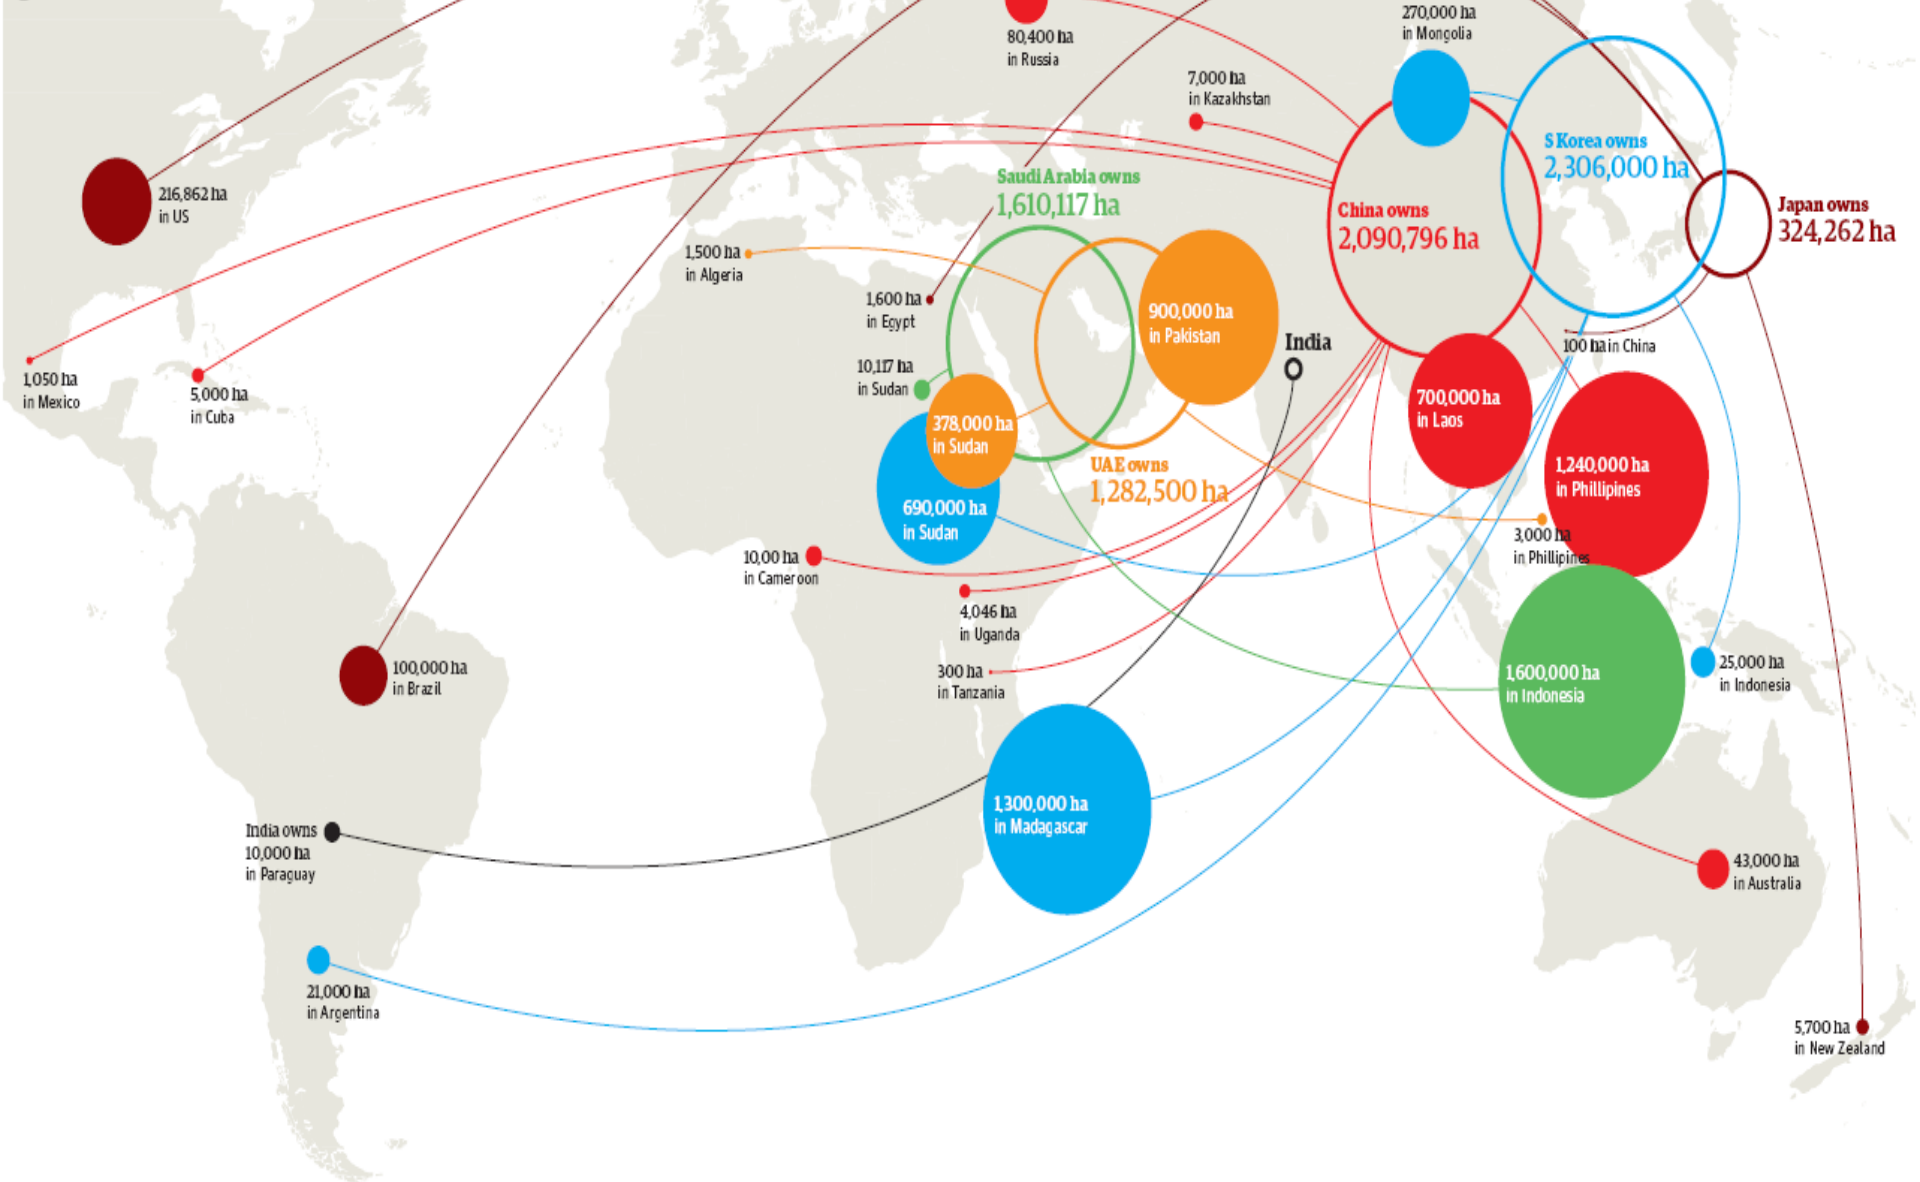 270,000 ha
in Mongolia
80,400 ha
in Russia
7,000 ha
in Kazakhstan
S Korea owns
2,306,000 ha
Saudi Arabia owns
1,610,117 ha
216,862 ha
in US
China owns
2,090,796 ha
Japan owns
324,262 ha
1,500 ha
in Algeria
1,600 ha
in Egypt
900,000 ha
in Pakistan
India
100 ha in China
1,050 ha
in Mexico
5,000 ha
in Cuba
10,117 ha
in Sudan
700,000 ha
in Laos
378,000 ha
in Sudan
UAE owns
1,282,500 ha
1,240,000 ha
in Phillipines
690,000 ha
in Sudan
3,000 ha
in Phillipines
10,00 ha
in Cameroon
4,046 ha
in Uganda
300 ha
in Tanzania
100,000 ha
in Brazil
1,600,000 ha
in Indonesia
25,000 ha
in Indonesia
1,300,000 ha
in Madagascar
India owns
10,000 ha
in Paraguay
43,000 ha
in Australia
21,000 ha
in Argentina
5,700 ha
in New Zealand